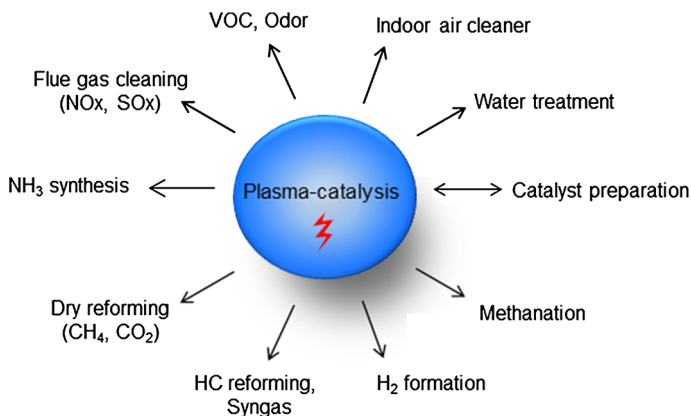 VOC, Odor
Indoor air cleaner
Flue gas cleaning
(NOx, SOx)
Water treatment
NH₃ synthesis
Plasma-catalysis
Catalyst preparation
Dry reforming
(CH₄, CO₂)
Methanation
HC reforming,
Syngas
H₂ formation